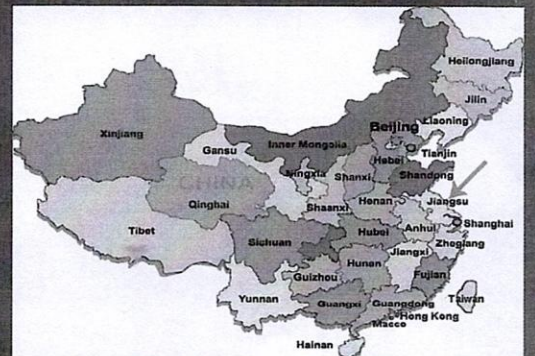 Heilongjiang
Jilin
Liaoning
Beijing
Xinjiang
Inner Mongolia
Gansu
Tianjin
Hebei
Ningxia
Shanxi
Shandong
CHINA
Qinghai
Shaanxi
Henan
Jiangsu
Shanghai
Tibet
Sichuan
Hubei
Anhui
Zhegiang
Jiangxi
Hunan
Guizhou
Fujian
Yunnan
Guangxi
Guangdong
Taiwan
Hong Kong
Macco
Hainan